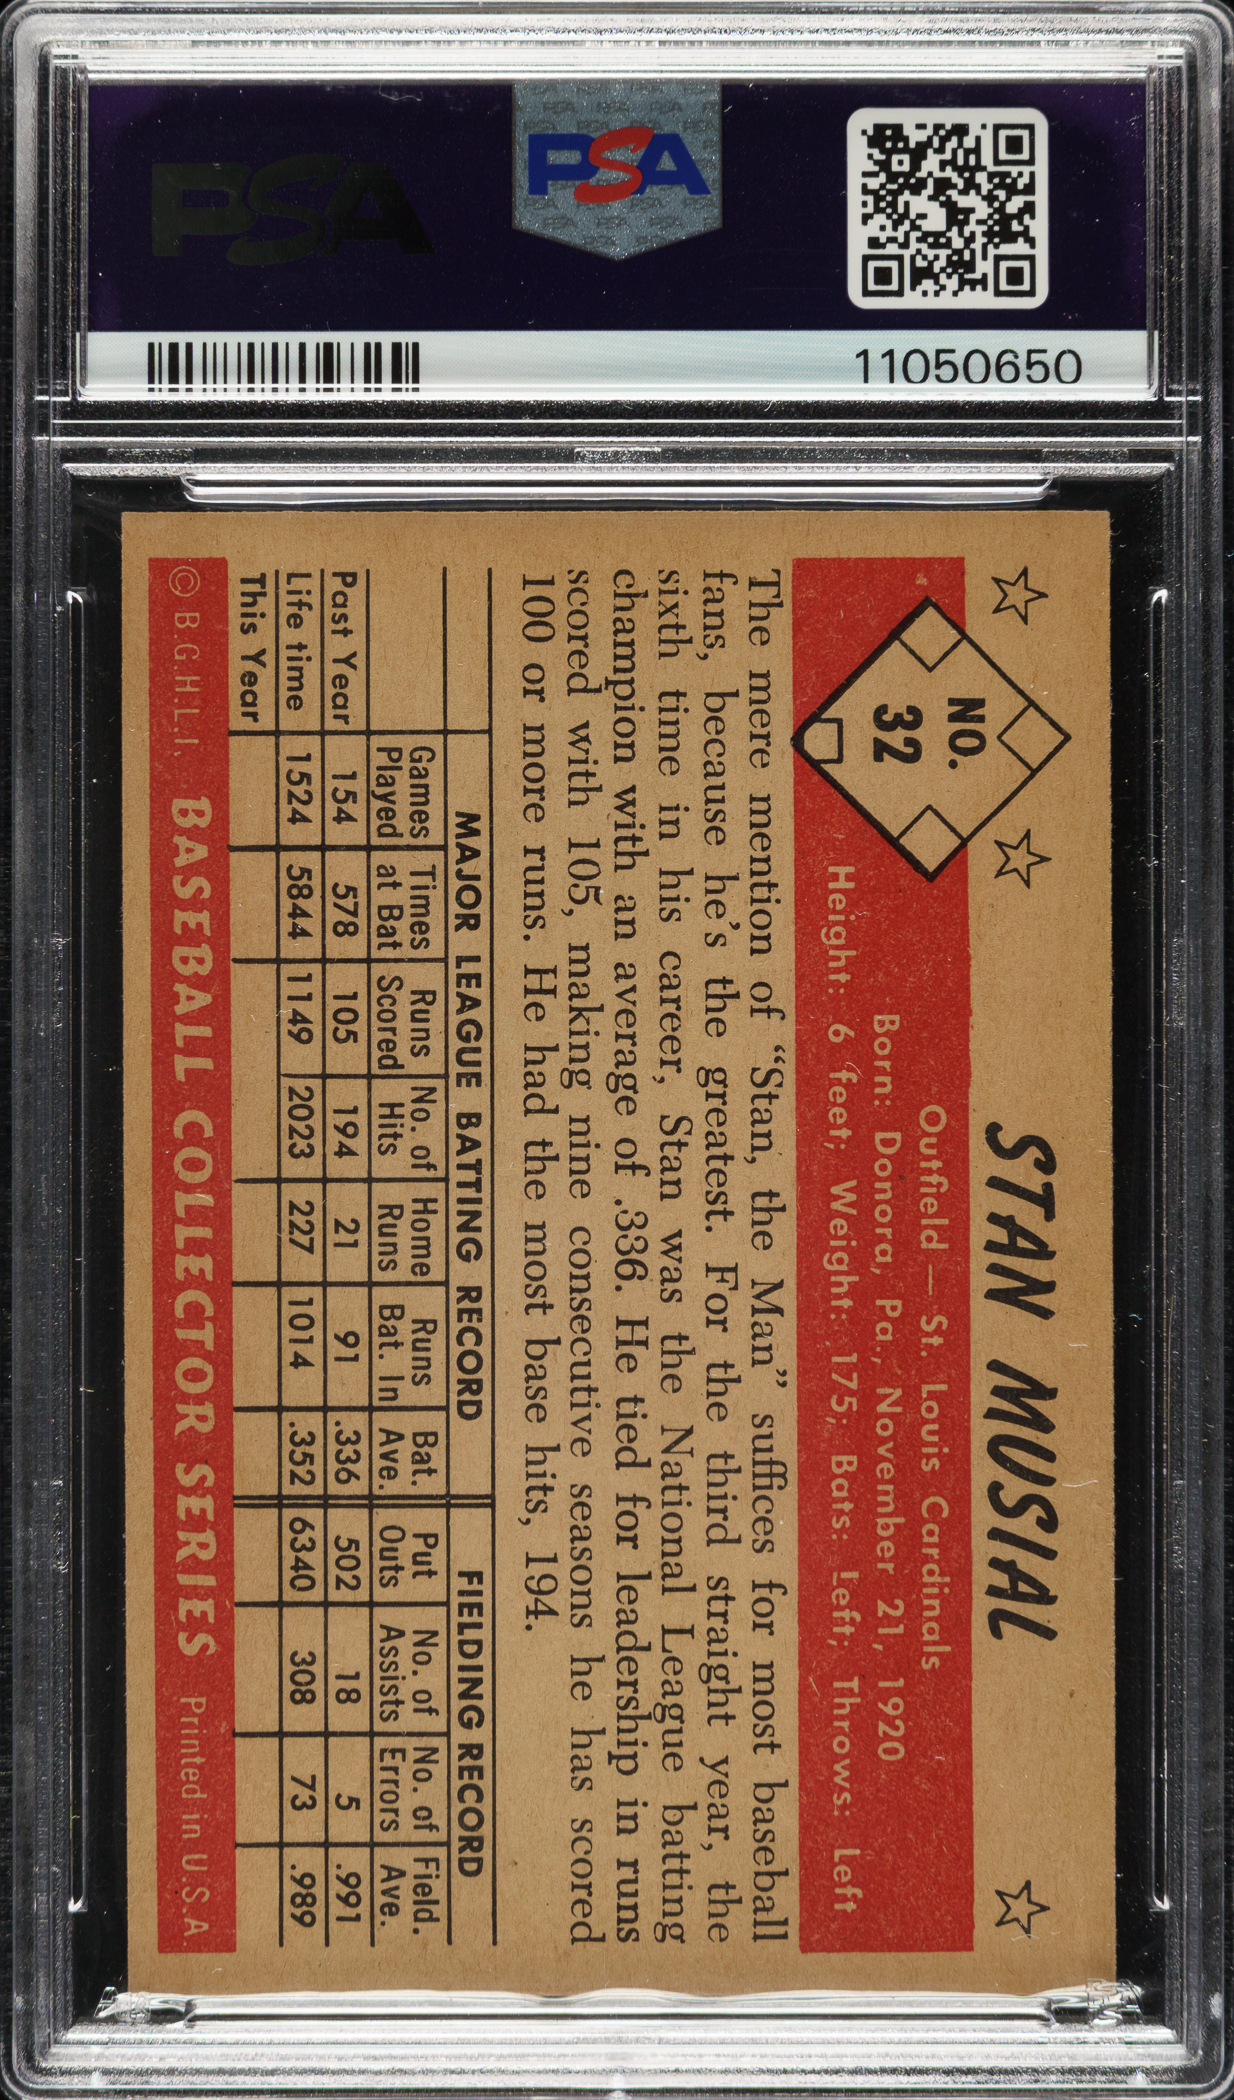 PSA
PSA
11050650
STAN MUSIAL
NO.
32
Outfield — St. Louis Cardinals
Born: Donora, Pa., November 21, 1920
Height: 6 feet; Weight: 175; Bats: Left; Throws: Left
The mere mention of “Stan, the Man” suffices for most baseball
fans, because he's the greatest. For the third straight year, the
sixth time in his career, Stan was the National League batting
champion with an average of .336. He tied for leadership in runs
scored with 105, making nine consecutive seasons he has scored
100 or more runs. He had the most base hits, 194.
MAJOR LEAGUE BATTING RECORD FIELDING RECORD
Games Played Times at Bat Runs Scored No. of Hits Home Runs Runs Bat. In Bat. Ave. Put Outs No. of Assists No. of Errors Field. Ave.
Past Year 154 578 105 194 21 91 .336 502 18 5 .991
Life time 1524 5844 1149 2023 227 1014 .352 6340 308 73 .989
This Year
© B.G.H.L.I. BASEBALL COLLECTOR SERIES Printed in U.S.A.